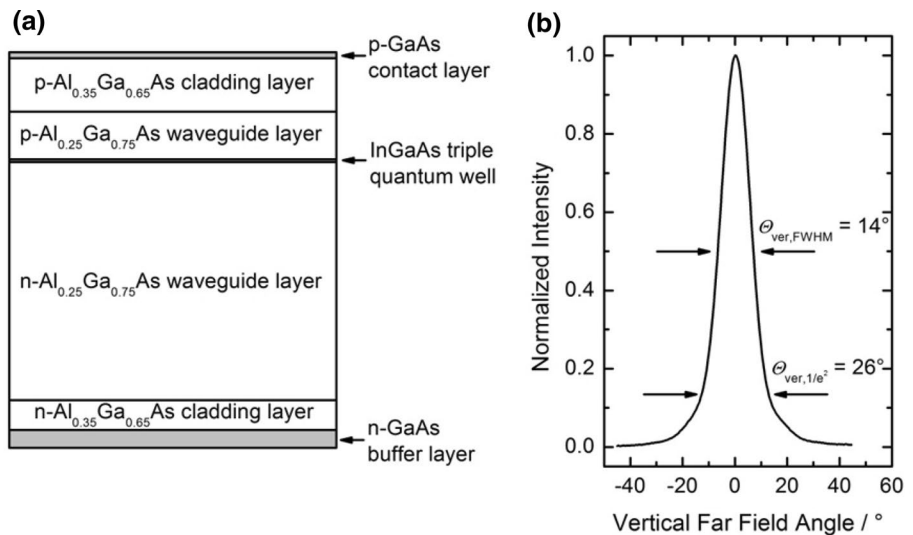 (a)
p-GaAs
contact layer
p-Al0.35Ga0.65As cladding layer
p-Al0.25Ga0.75As waveguide layer
InGaAs triple
quantum well
n-Al0.25Ga0.75As waveguide layer
n-Al0.35Ga0.65As cladding layer
n-GaAs
buffer layer
(b)
Normalized Intensity
1.0
0.8
0.6
0.4
0.2
0.0
Θver,FWHM = 14°
Θver,1/e² = 26°
-40 -20 0 20 40 60
Vertical Far Field Angle / °